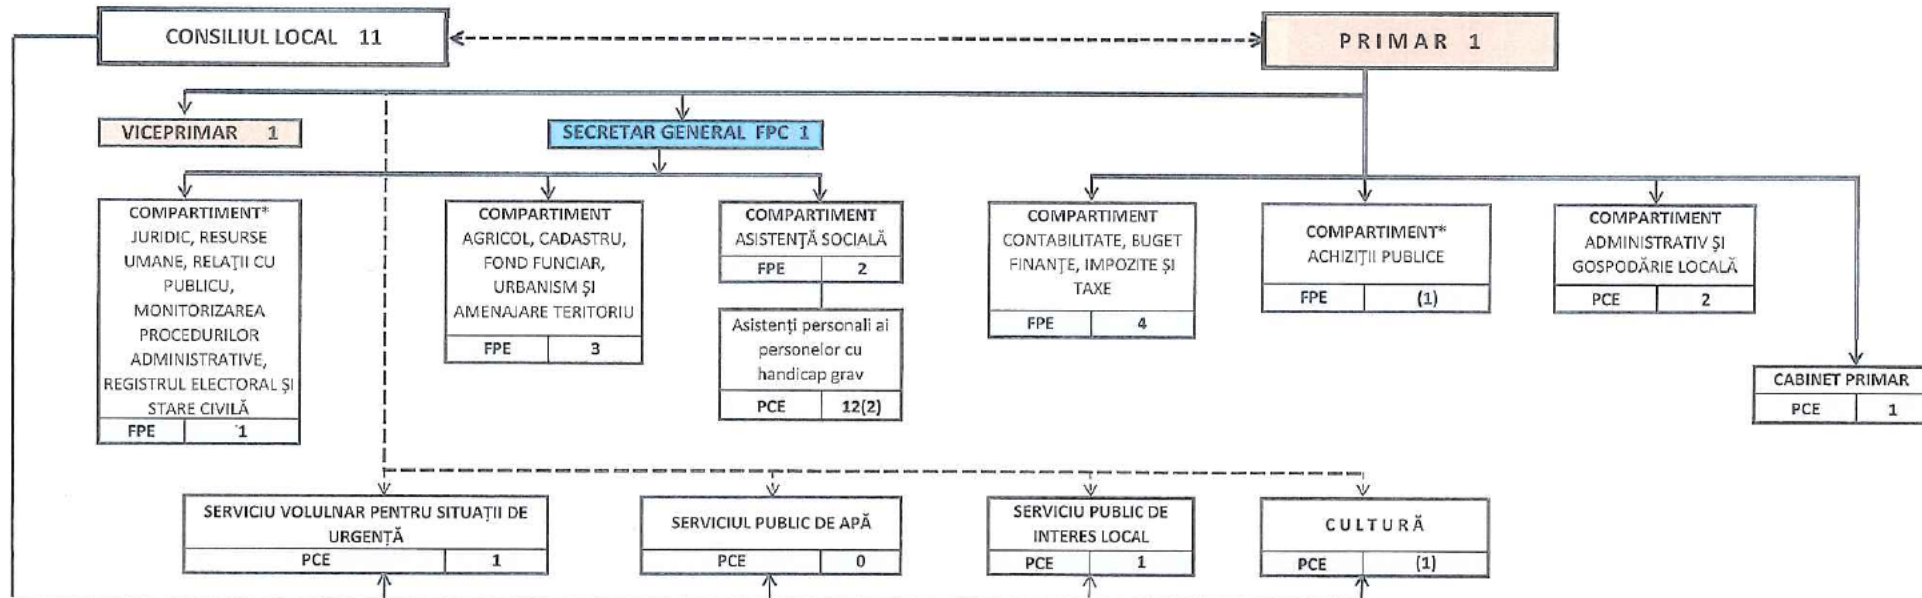 CONSILIUL LOCAL 11
PRIMAR 1
VICEPRIMAR 1
SECRETAR GENERAL FPC 1
COMPARTIMENT*
JURIDIC, RESURSE
UMANE, RELAȚII CU
PUBLICU,
MONITORIZAREA
PROCEDURILOR
ADMINISTRATIVE,
REGISTRUL ELECTORAL ȘI
STARE CIVILĂ
FPE 1
COMPARTIMENT
AGRICOL, CADASTRU,
FOND FUNCIAR,
URBANISM ȘI
AMENAJARE TERITORIU
FPE 3
COMPARTIMENT
ASISTENȚĂ SOCIALĂ
FPE 2
Asistenți personali ai
personelor cu
handicap grav
PCE 12(2)
COMPARTIMENT
CONTABILITATE, BUGET
FINANȚE, IMPOZITE ȘI
TAXE
FPE 4
COMPARTIMENT*
ACHIZIȚII PUBLICE
FPE (1)
COMPARTIMENT
ADMINISTRATIV ȘI
GOSPODĂRIE LOCALĂ
PCE 2
CABINET PRIMAR
PCE 1
SERVICIU VOLULNAR PENTRU SITUAȚII DE
URGENȚĂ
PCE 1
SERVICIUL PUBLIC DE APĂ
PCE 0
SERVICIU PUBLIC DE
INTERES LOCAL
PCE 1
CULTURĂ
PCE (1)